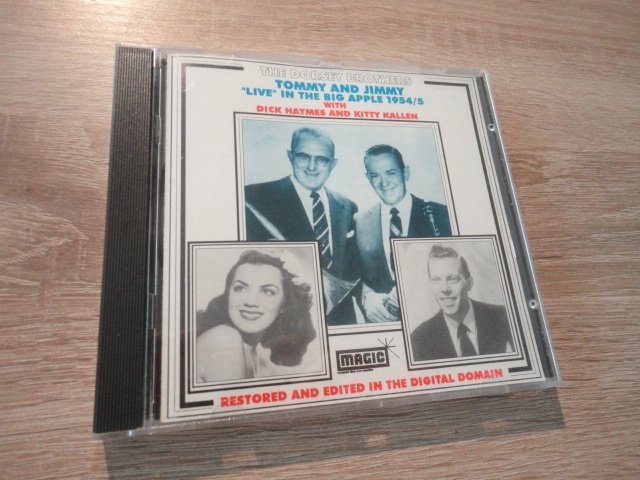 THE DORSEY BROTHERS
TOMMY AND JIMMY
"LIVE" IN THE BIG APPLE 1954/5
WITH
DICK HAYMES AND KITTY KALLEN
MAGIC
RESTORED AND EDITED IN THE DIGITAL DOMAIN